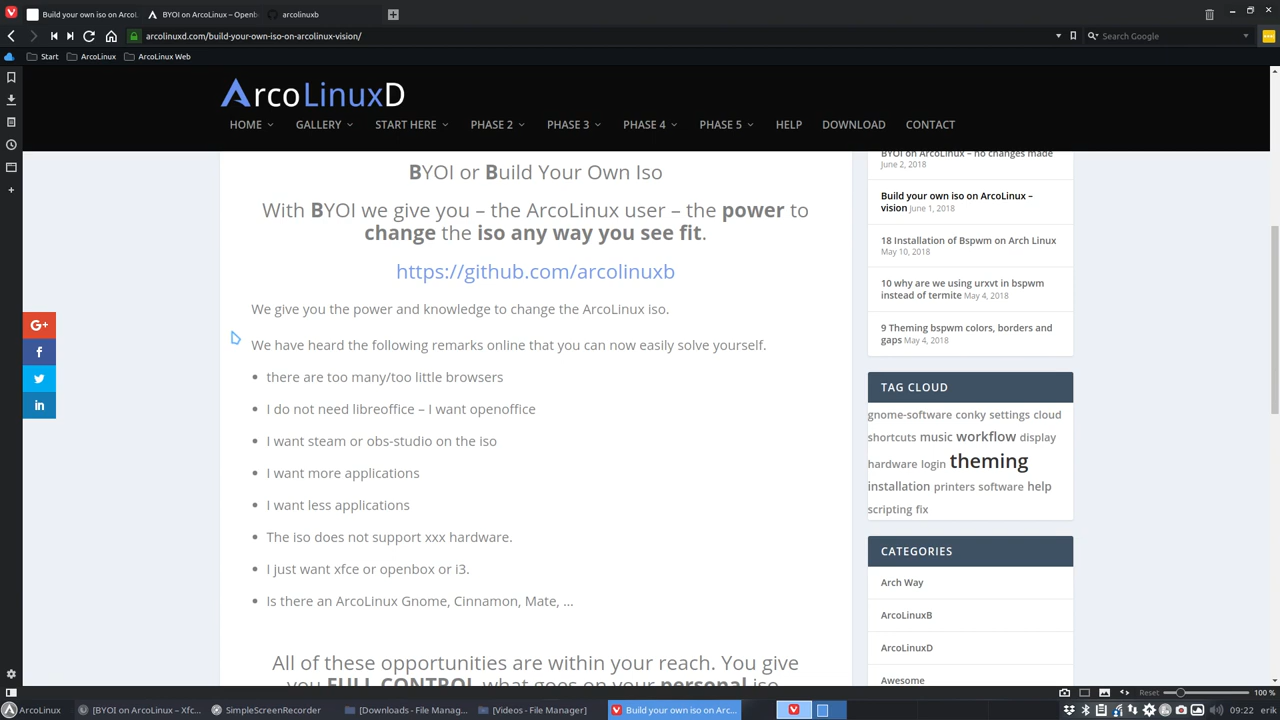 Build your own iso on ArcoL
BYOI on ArcoLinux – Openb
arcolinuxb
arcolinuxd.com/build-your-own-iso-on-arcolinux-vision/
Search Google
Start
ArcoLinux
ArcoLinux Web
ArcoLinuxD
HOME
GALLERY
START HERE
PHASE 2
PHASE 3
PHASE 4
PHASE 5
HELP
DOWNLOAD
CONTACT
BYOI or Build Your Own Iso
With BYOI we give you – the ArcoLinux user – the power to
change the iso any way you see fit.
https://github.com/arcolinuxb
We give you the power and knowledge to change the ArcoLinux iso.
We have heard the following remarks online that you can now easily solve yourself.
there are too many/too little browsers
I do not need libreoffice – I want openoffice
I want steam or obs-studio on the iso
I want more applications
I want less applications
The iso does not support xxx hardware.
I just want xfce or openbox or i3.
Is there an ArcoLinux Gnome, Cinnamon, Mate, ...
All of these opportunities are within your reach. You give
you FULL CONTROL what goes on your personal iso
BYOI on ArcoLinux – no changes made
June 2, 2018
Build your own iso on ArcoLinux –
vision June 1, 2018
18 Installation of Bspwm on Arch Linux
May 10, 2018
10 why are we using urxvt in bspwm
instead of termite May 4, 2018
9 Theming bspwm colors, borders and
gaps May 4, 2018
TAG CLOUD
gnome-software conky settings cloud
shortcuts music workflow display
hardware login theming
installation printers software help
scripting fix
CATEGORIES
Arch Way
ArcoLinuxB
ArcoLinuxD
Awesome
G+
f
in
Reset
100 %
ArcoLinux
[BYOI on ArcoLinux – Xfc...
SimpleScreenRecorder
[Downloads - File Manag...
[Videos - File Manager]
Build your own iso on Arc...
09:22
erik